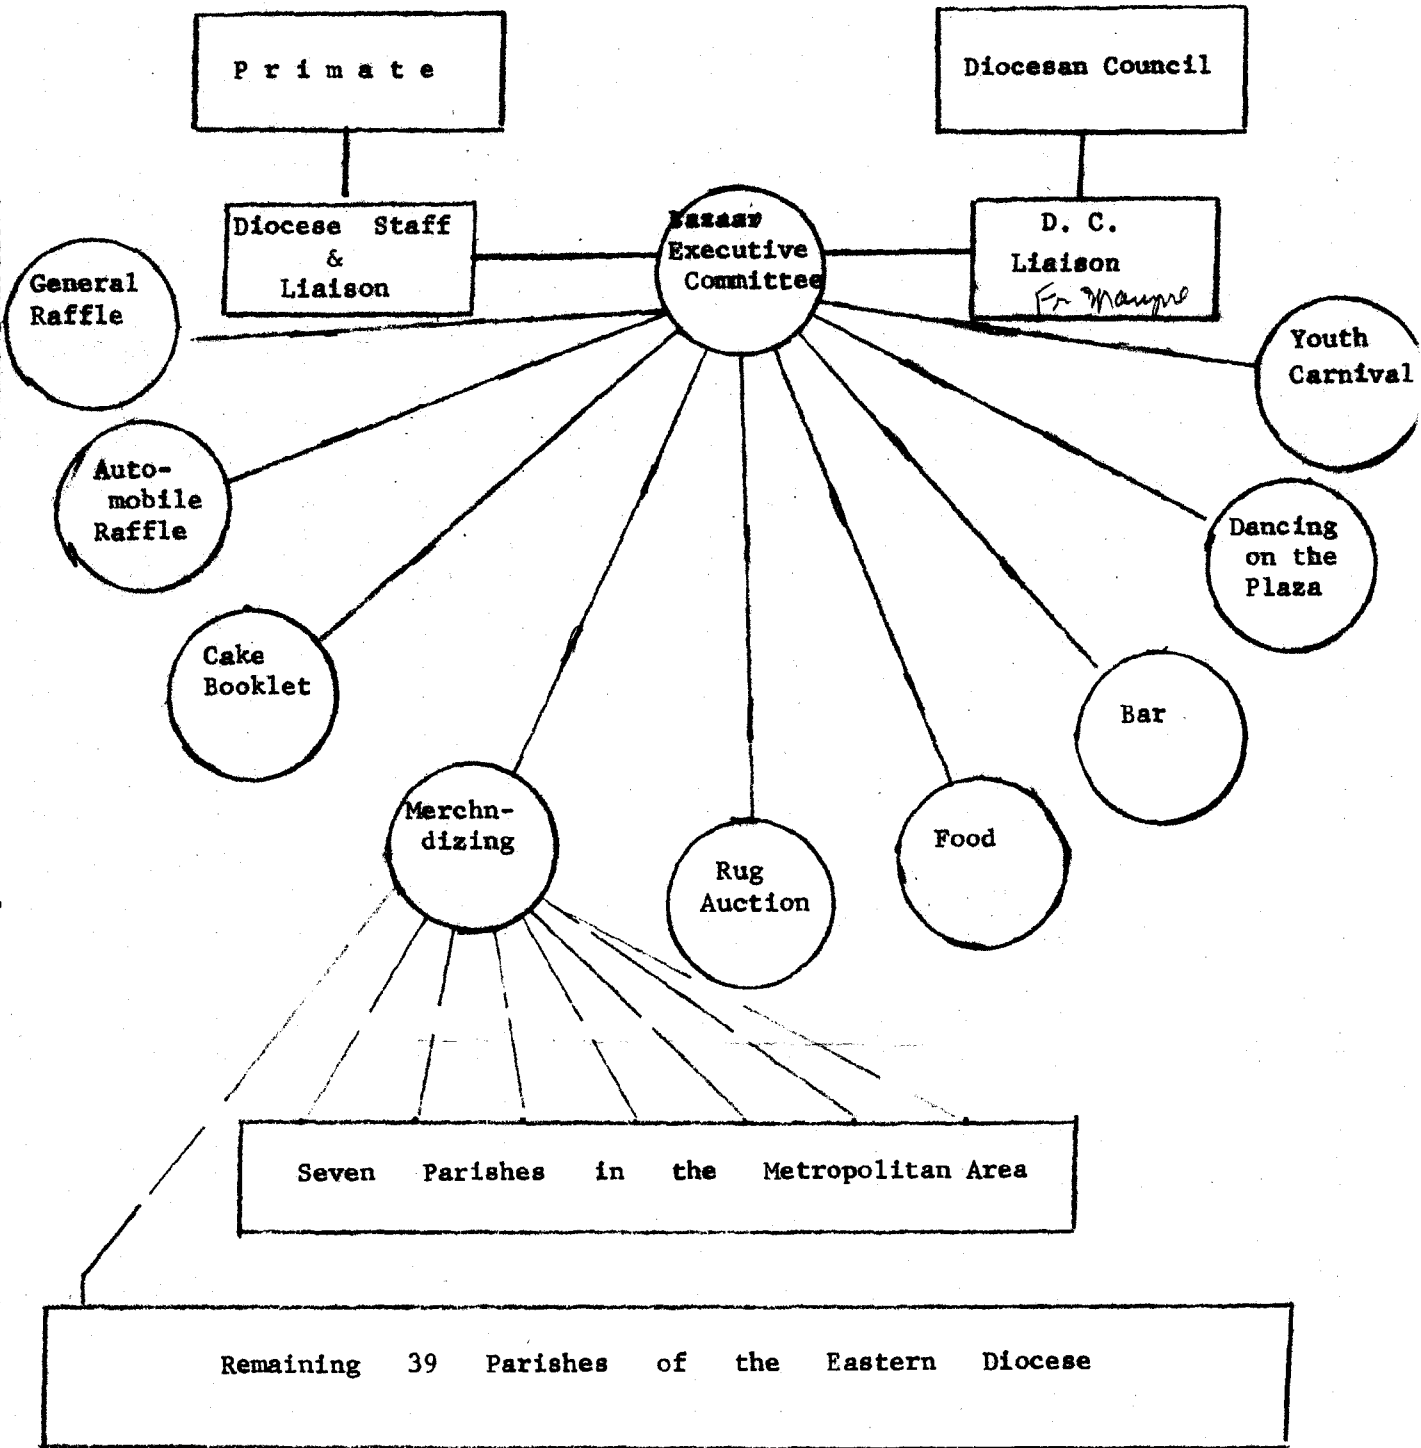 P r i m a t e
Diocesan Council
Diocese Staff
&
Liaison
Bazaar
Executive
Committee
D. C.
Liaison
Fr
General
Raffle
Youth
Carnival
Auto-
mobile
Raffle
Dancing
on the
Plaza
Cake
Booklet
Bar
Merchn-
dizing
Rug
Auction
Food
Seven Parishes in the Metropolitan Area
Remaining 39 Parishes of the Eastern Diocese